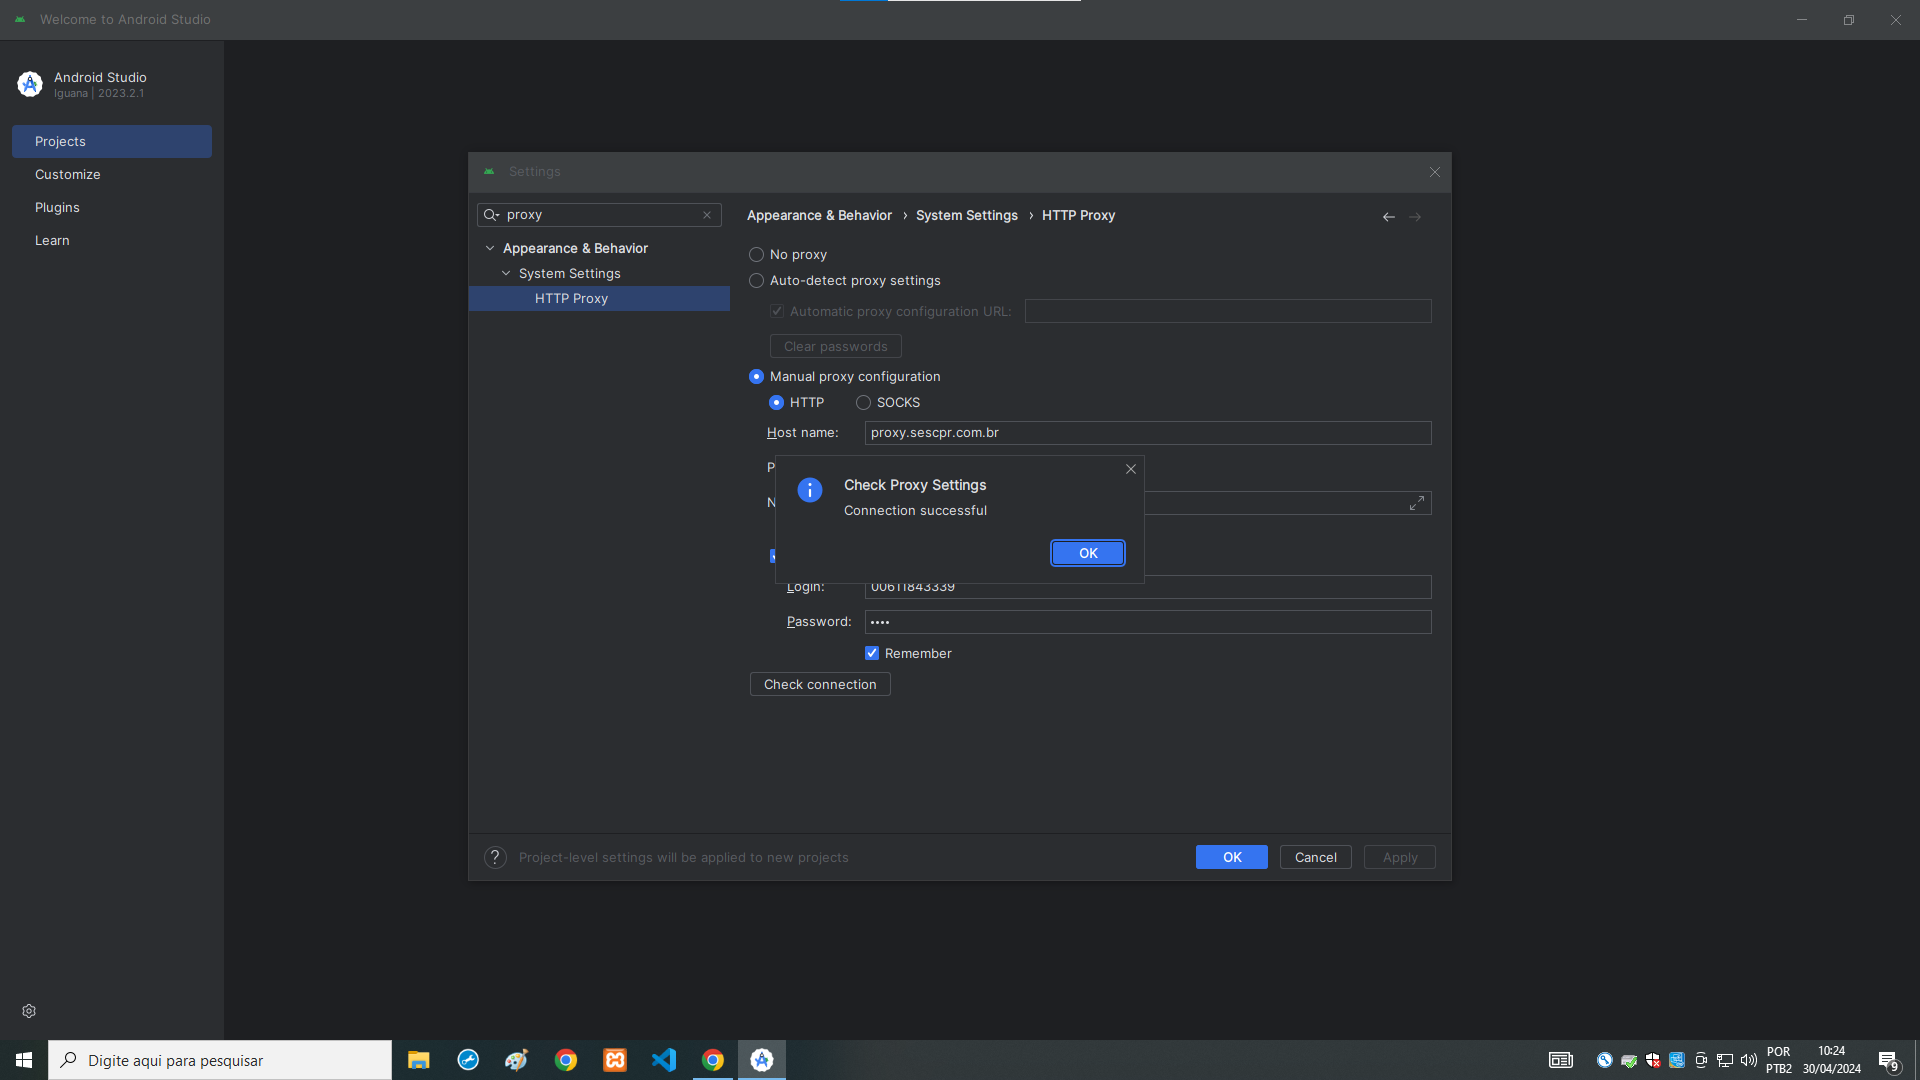 Welcome to Android Studio
Android Studio
Iguana | 2023.2.1
Projects
Customize
Plugins
Learn
Settings
proxy
Appearance & Behavior
System Settings
HTTP Proxy
Appearance & Behavior › System Settings › HTTP Proxy
No proxy
Auto-detect proxy settings
Automatic proxy configuration URL:
Clear passwords
Manual proxy configuration
HTTP
SOCKS
Host name:
proxy.sescpr.com.br
P
N
Check Proxy Settings
Connection successful
OK
Login:
00611843339
Password:
••••
Remember
Check connection
? Project-level settings will be applied to new projects
OK
Cancel
Apply
Digite aqui para pesquisar
POR
PTB2
10:24
30/04/2024
9